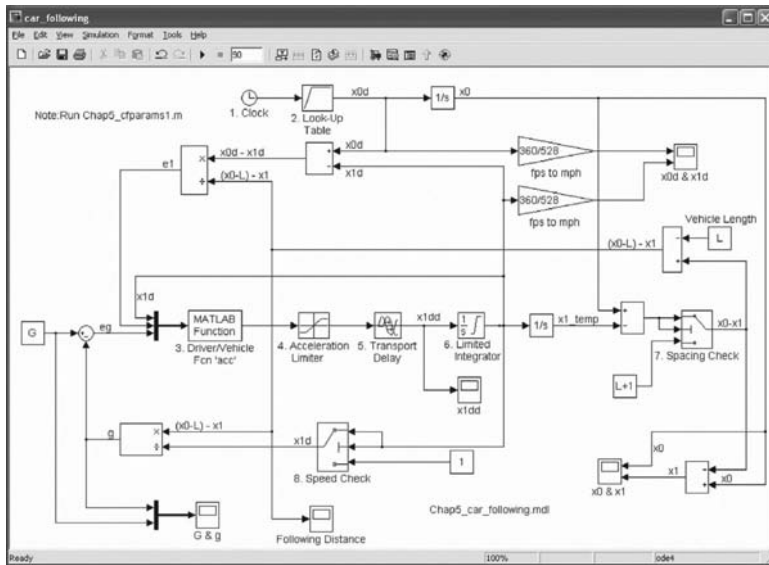 car_following
File Edit View Simulation Format Tools Help
90
Note:Run Chap5_cfparams1.m
1. Clock
2. Look-Up
Table
x0d
1/s
x0
x0d
x0d - x1d
x1d
e1
(x0-L) - x1
360/528
fps to mph
360/528
fps to mph
x0d & x1d
Vehicle Length
L
(x0-L) - x1
x1d
G
eg
MATLAB
Function
3. Driver/Vehicle
Fcn 'acc'
4. Acceleration
Limiter
5. Transport
Delay
x1dd
1
s
6. Limited
Integrator
1/s
x1_temp
x0-x1
7. Spacing Check
L+1
x1dd
g
(x0-L) - x1
x1d
8. Speed Check
1
x0
x1
x0
x0 & x1
G & g
Following Distance
Chap5_car_following.mdl
Ready
100%
ode4